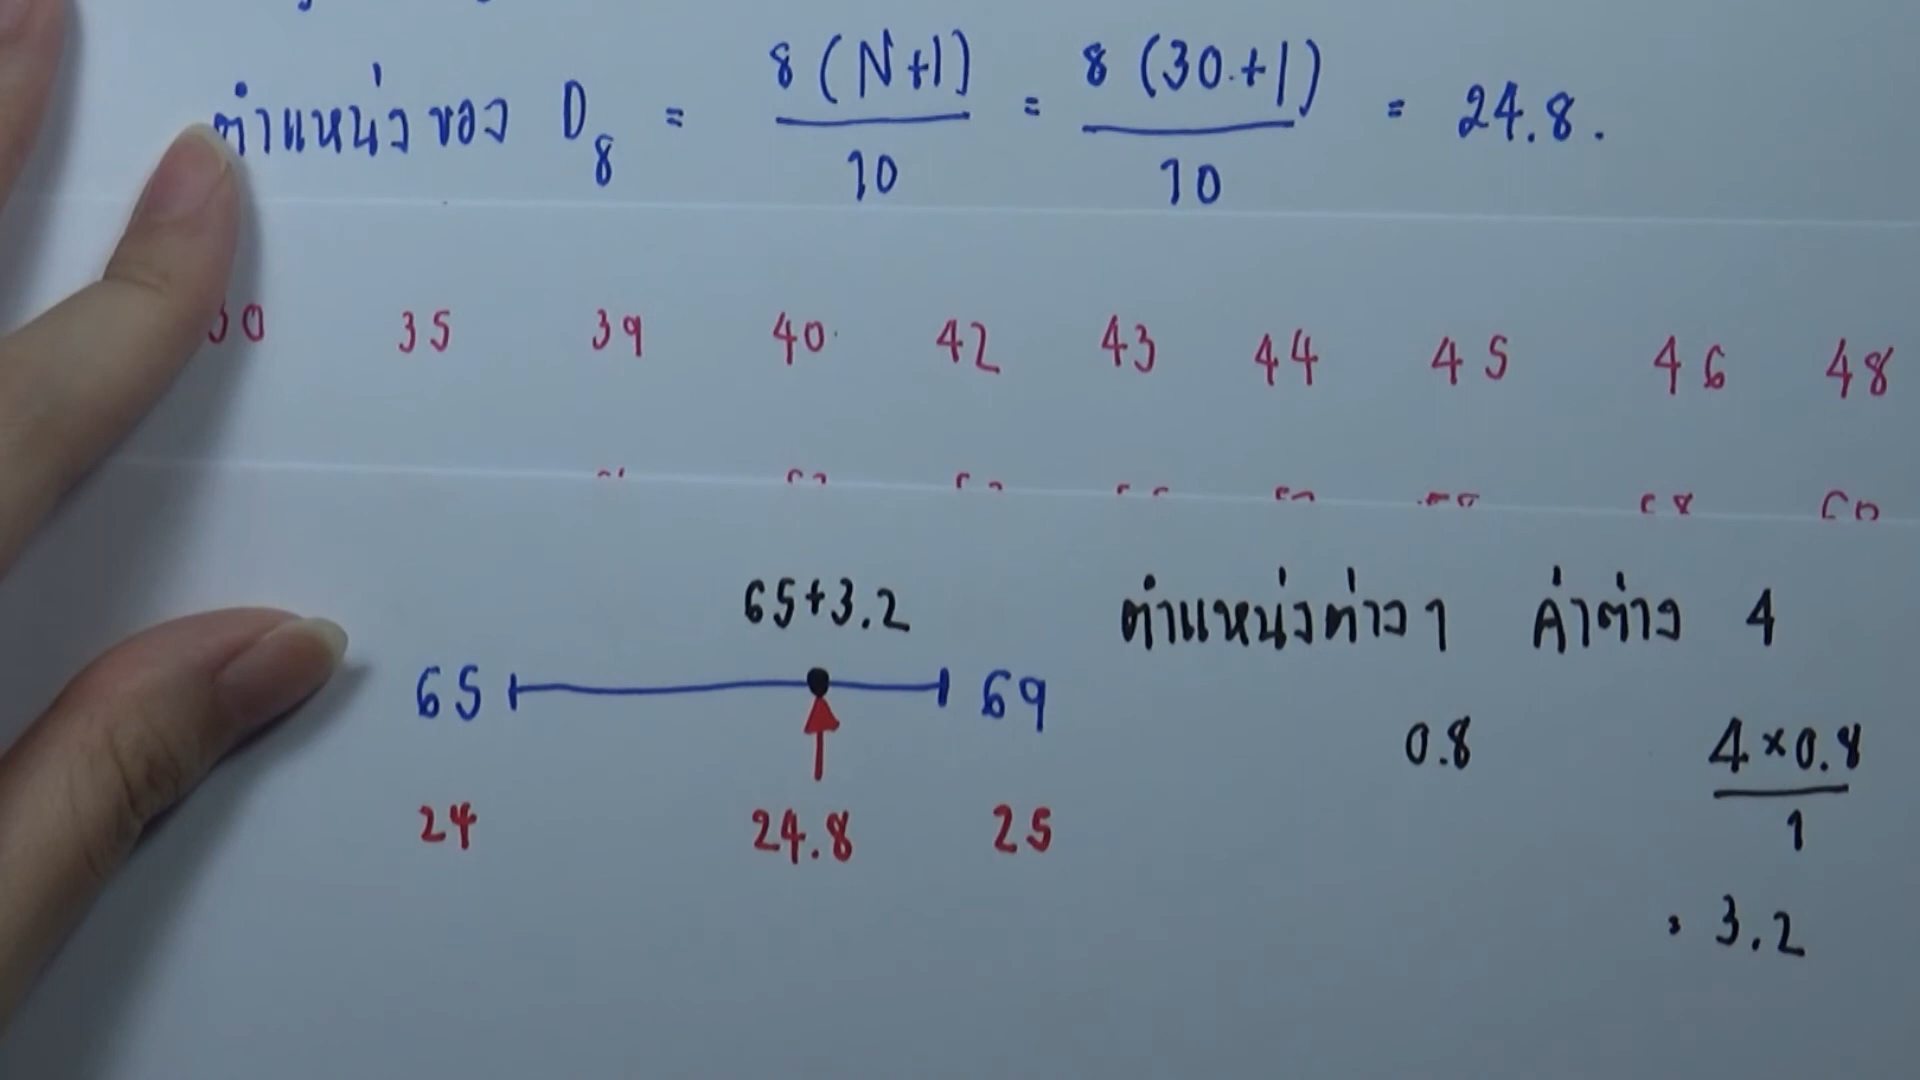 ตำแหน่งของ D₈ = 8(N+1)/10 = 8(30+1)/10 = 24.8.
30 35 39 40 42 43 44 45 46 48
65+3.2 ตำแหน่งต่าง 1 ค่าต่าง 4
65 69 0.8 4×0.8/1
24 24.8 25
= 3.2